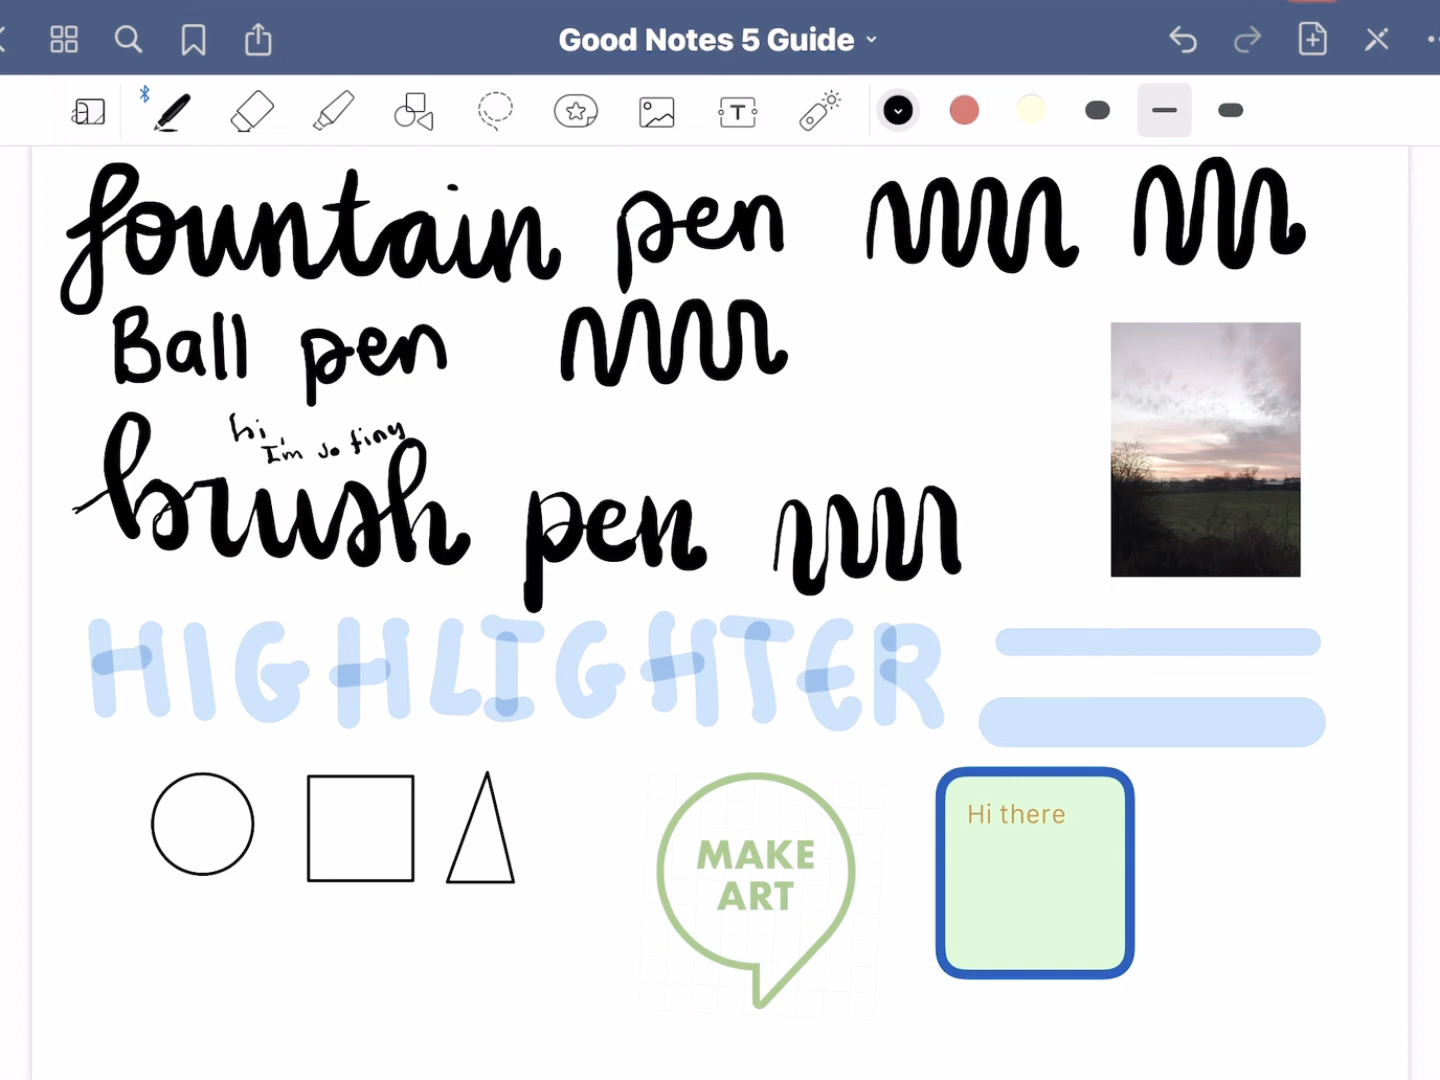 Good Notes 5 Guide
fountain pen
Ball pen
hi
I'm so tiny
brush pen
HIGHLIGHTER
MAKE
ART
Hi there